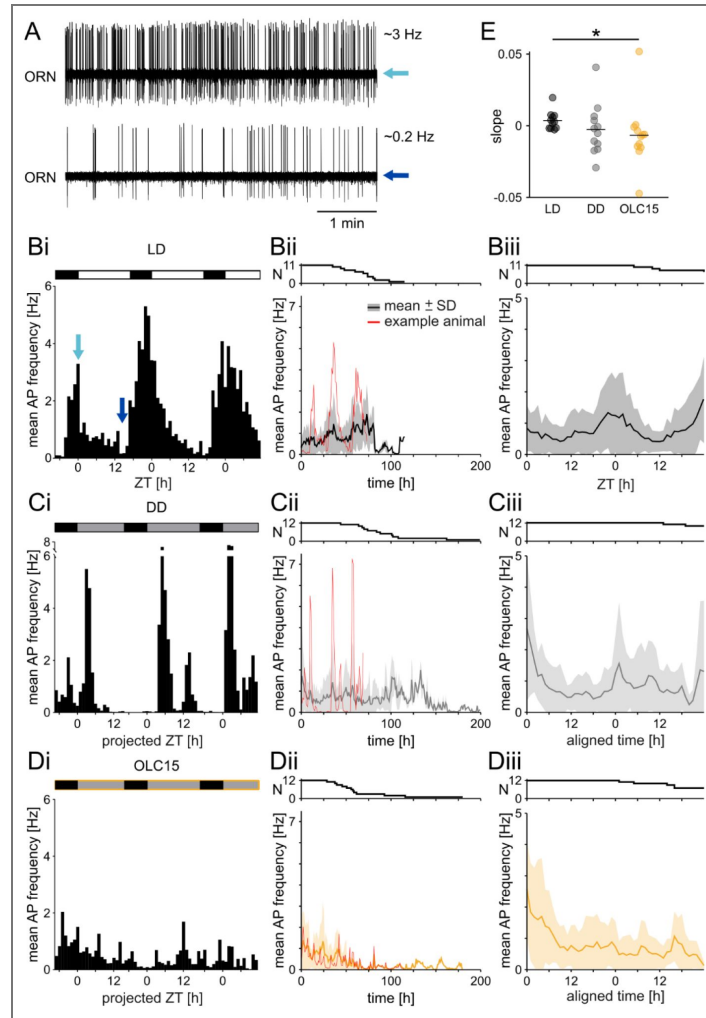 A
ORN
~3 Hz
ORN
~0.2 Hz
1 min
E
*
0.05
0
-0.05
slope
LD
DD
OLC15
Bi
LD
mean AP frequency [Hz]
6
4
2
0
0
12
0
12
0
ZT [h]
Bii
N
11
0
mean AP frequency [Hz]
7
0
mean ± SD
example animal
0
50
100
200
time [h]
Biii
N
11
0
mean AP frequency [Hz]
5
0
12
12
0
12
12
ZT [h]
Ci
DD
mean AP frequency [Hz]
8
6
4
2
0
0
12
0
12
0
projected ZT [h]
Cii
N
12
0
mean AP frequency [Hz]
7
0
0
50
100
200
time [h]
Ciii
N
12
0
mean AP frequency [Hz]
5
0
0
12
0
12
0
aligned time [h]
Di
OLC15
mean AP frequency [Hz]
6
4
2
0
0
12
0
12
0
projected ZT [h]
Dii
N
12
0
mean AP frequency [Hz]
7
0
0
50
100
200
time [h]
Diii
N
12
0
mean AP frequency [Hz]
5
0
0
12
0
12
0
aligned time [h]